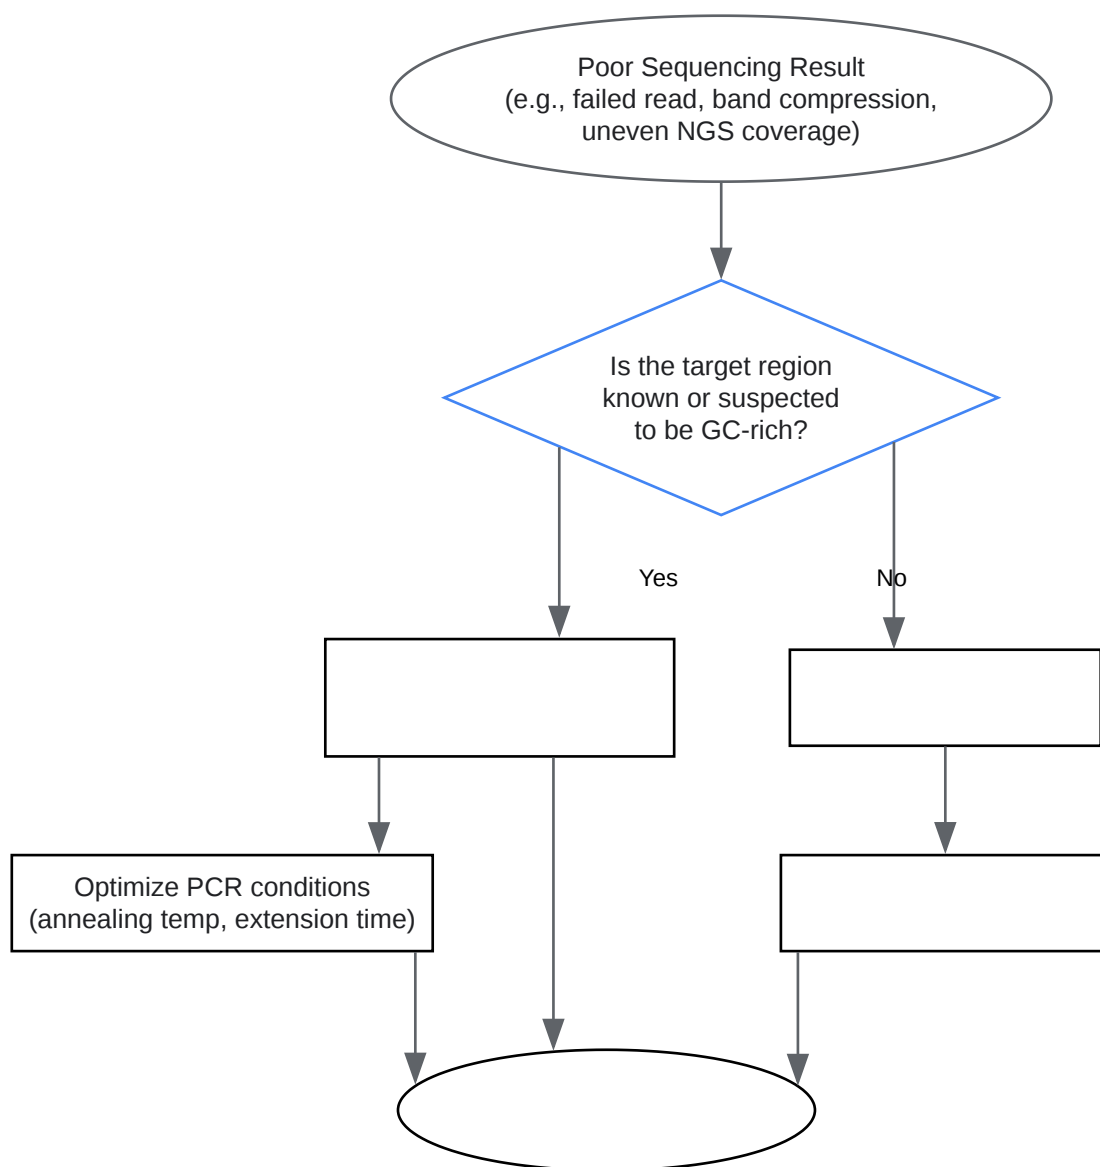 Poor Sequencing Result
(e.g., failed read, band compression,
uneven NGS coverage)
Is the target region
known or suspected
to be GC-rich?
Yes
No
Optimize PCR conditions
(annealing temp, extension time)